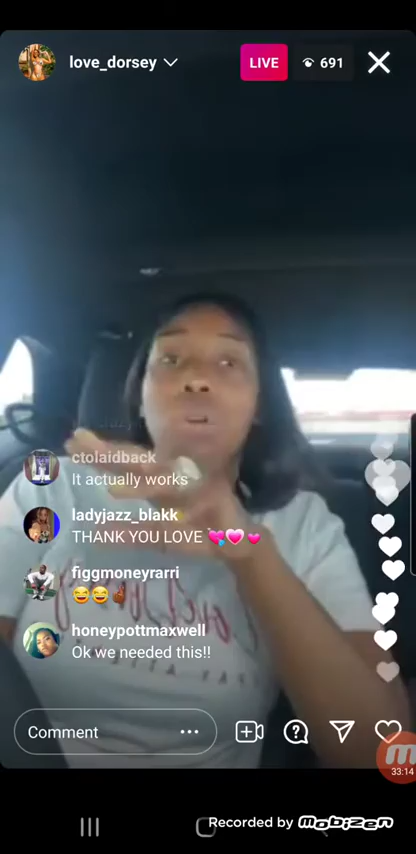 love_dorsey
LIVE
691
ctolaidback
It actually works
ladyjazz_blakk
THANK YOU LOVE 💘💗💓
figgmoneyrarri
😂😂
honeypottmaxwell
Ok we needed this!!
Comment
33:14
Recorded by mobizen